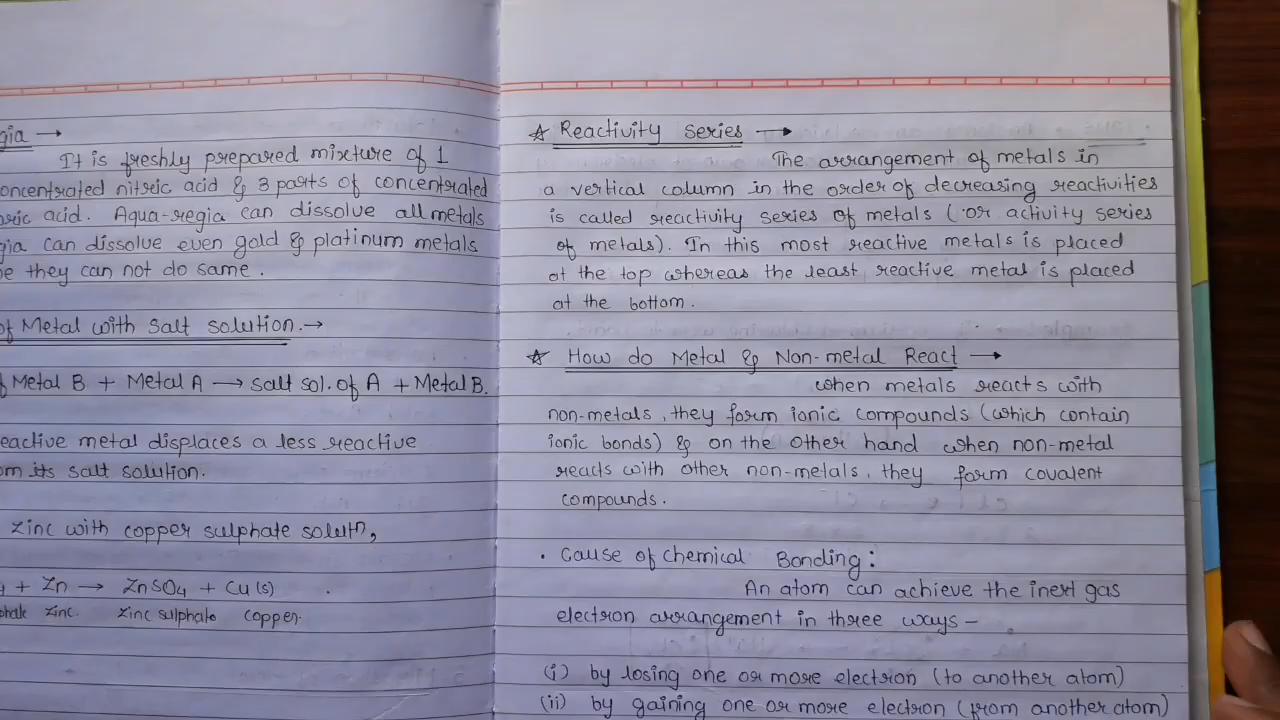 gia →
It is freshly prepared mixture of 1
oncentrated nitric acid & 3 parts of concentrated
oric acid. Aqua-regia can dissolve all metals
gia can dissolve even gold & platinum metals
e they can not do same.
of Metal with salt solution. →
f Metal B + Metal A → salt sol. of A + Metal B.
eactive metal displaces a less reactive
om its salt solution.
Zinc with copper sulphate solutn,
4 + Zn → ZnSO4 + Cu(s)
phate zinc. Zinc sulphate copper.
☆ Reactivity Series →
The arrangement of metals in
a vertical column in the order of decreasing reactivities
is called reactivity series of metals (or activity series
of metals). In this most reactive metals is placed
at the top whereas the least reactive metal is placed
at the bottom.
☆ How do Metal & Non-metal React →
when metals reacts with
non-metals, they form ionic compounds (which contain
ionic bonds) & on the other hand when non-metal
reacts with other non-metals, they form covalent
compounds.
• Cause of chemical Bonding:
An atom can achieve the inert gas
electron arrangement in three ways –
(i) by losing one or more electron (to another atom)
(ii) by gaining one or more electron (from another atom)